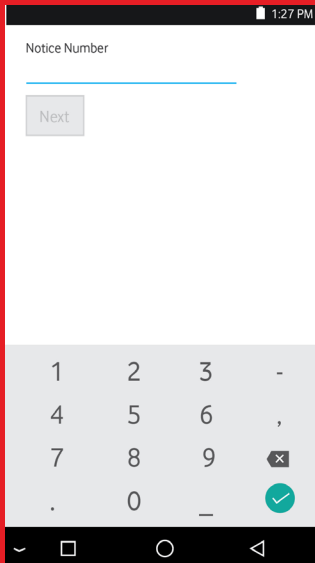 1:27 PM
Notice Number
Next
1 2 3 -
4 5 6 ,
7 8 9
. 0 _